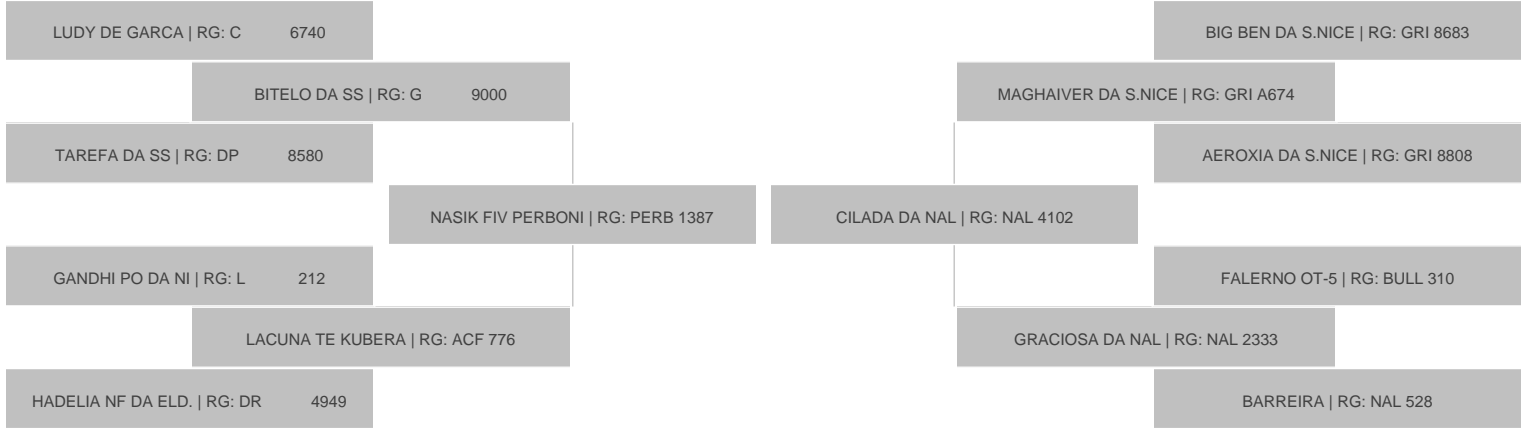 LUDY DE GARCA | RG: C 6740
BIG BEN DA S.NICE | RG: GRI 8683
BITELO DA SS | RG: G 9000
MAGHAIVER DA S.NICE | RG: GRI A674
TAREFA DA SS | RG: DP 8580
AEROXIA DA S.NICE | RG: GRI 8808
NASIK FIV PERBONI | RG: PERB 1387
CILADA DA NAL | RG: NAL 4102
GANDHI PO DA NI | RG: L 212
FALERNO OT-5 | RG: BULL 310
LACUNA TE KUBERA | RG: ACF 776
GRACIOSA DA NAL | RG: NAL 2333
HADELIA NF DA ELD. | RG: DR 4949
BARREIRA | RG: NAL 528